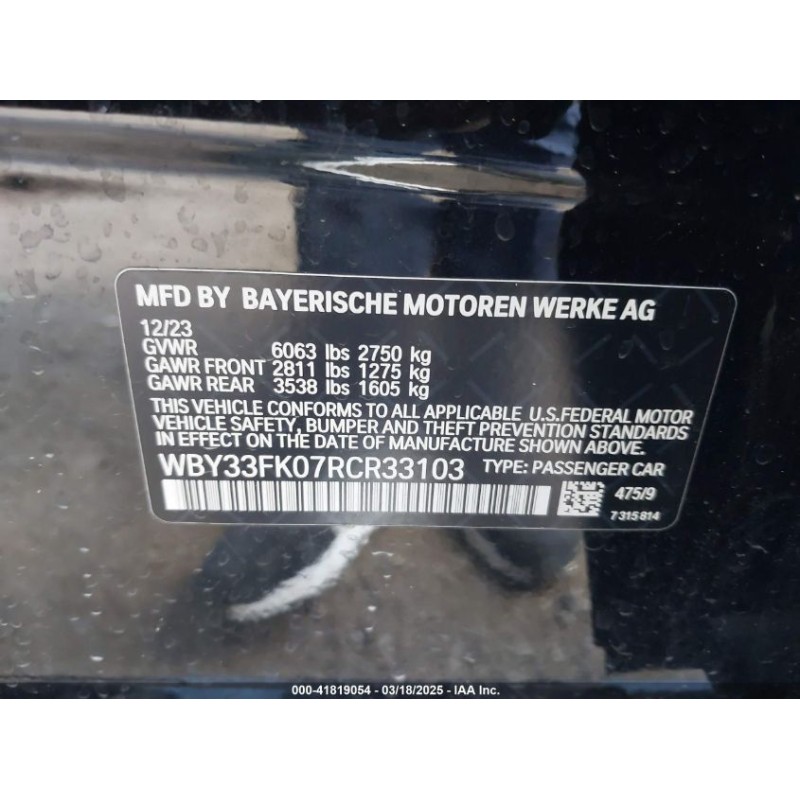 MFD BY BAYERISCHE MOTOREN WERKE AG
12/23
GVWR 6063 lbs 2750 kg
GAWR FRONT 2811 lbs 1275 kg
GAWR REAR 3538 lbs 1605 kg
THIS VEHICLE CONFORMS TO ALL APPLICABLE U.S.FEDERAL MOTOR
VEHICLE SAFETY, BUMPER AND THEFT PREVENTION STANDARDS
IN EFFECT ON THE DATE OF MANUFACTURE SHOWN ABOVE.
WBY33FK07RCR33103 TYPE: PASSENGER CAR
475/9
7 315 814
000-41819054 - 03/18/2025 - IAA Inc.